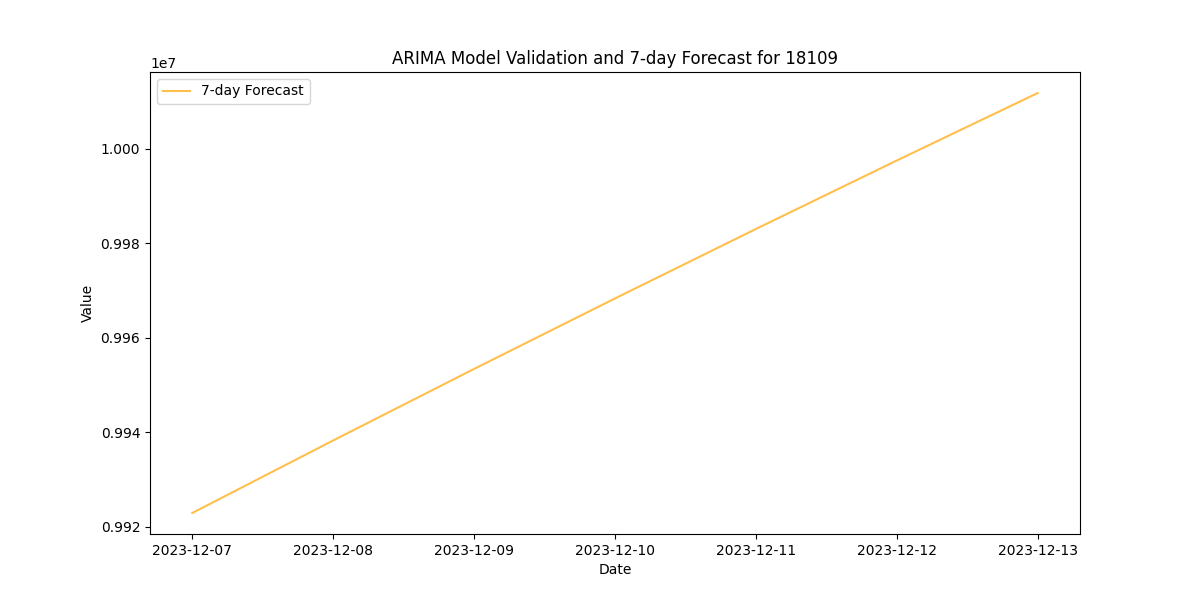 ARIMA Model Validation and 7-day Forecast for 18109
1e7
7-day Forecast
1.000
0.998
0.996
0.994
0.992
Value
2023-12-07 2023-12-08 2023-12-09 2023-12-10 2023-12-11 2023-12-12 2023-12-13
Date